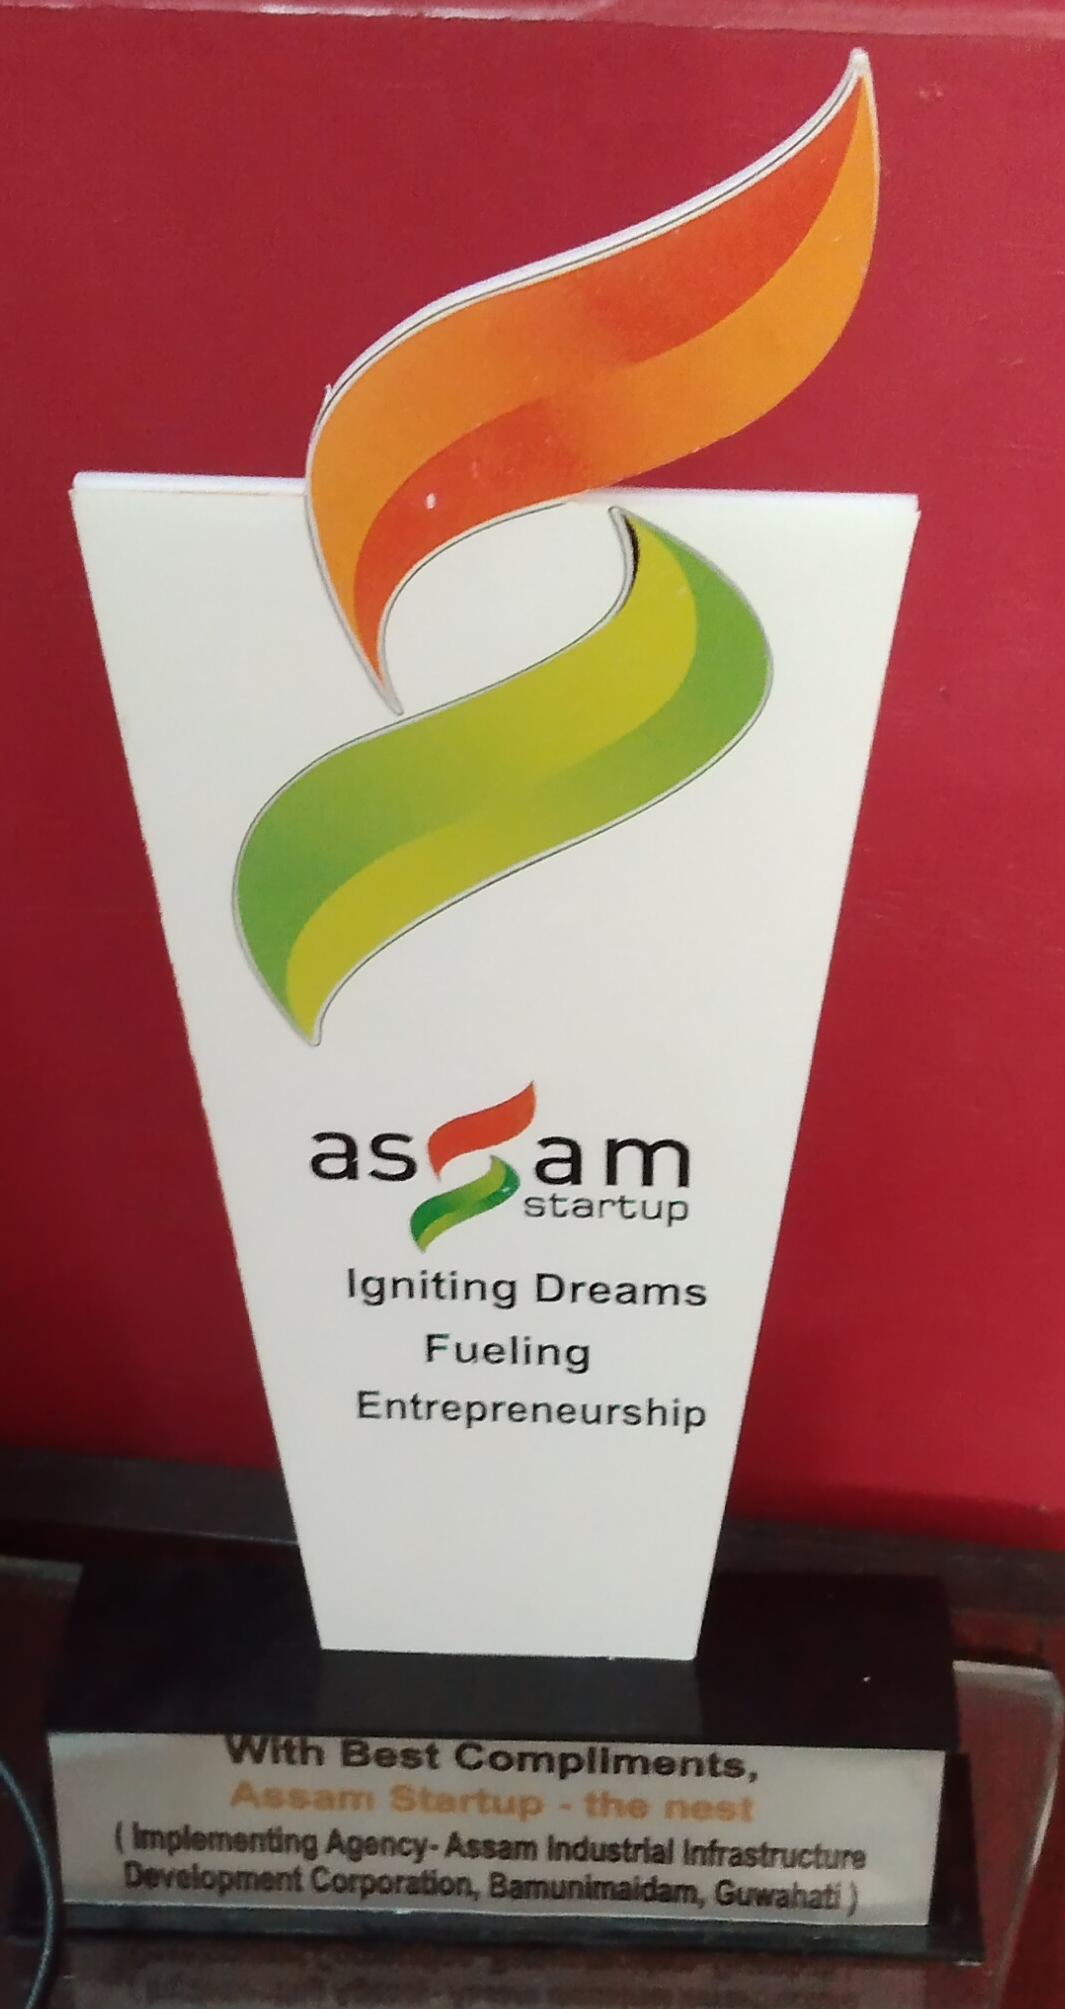 assam
startup
Igniting Dreams
Fueling
Entrepreneurship
With Best Compliments,
Assam Startup - the nest
( Implementing Agency- Assam Industrial Infrastructure
Development Corporation, Bamunimaidam, Guwahati )